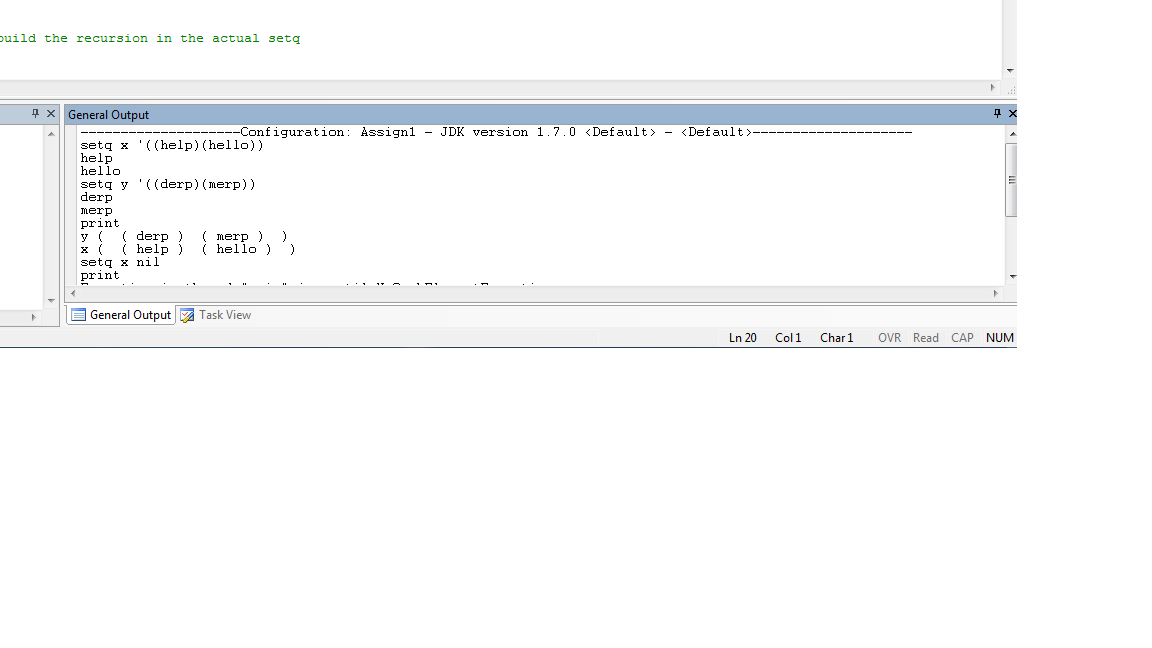 build the recursion in the actual setq
General Output
--------------------Configuration: Assign1 - JDK version 1.7.0 <Default> - <Default>--------------------
setq x '((help)(hello))
help
hello
setq y '((derp)(merp))
derp
merp
print
y (  ( derp )  ( merp )  )
x (  ( help )  ( hello )  )
setq x nil
print
General Output Task View
Ln 20 Col 1 Char 1 OVR Read CAP NUM